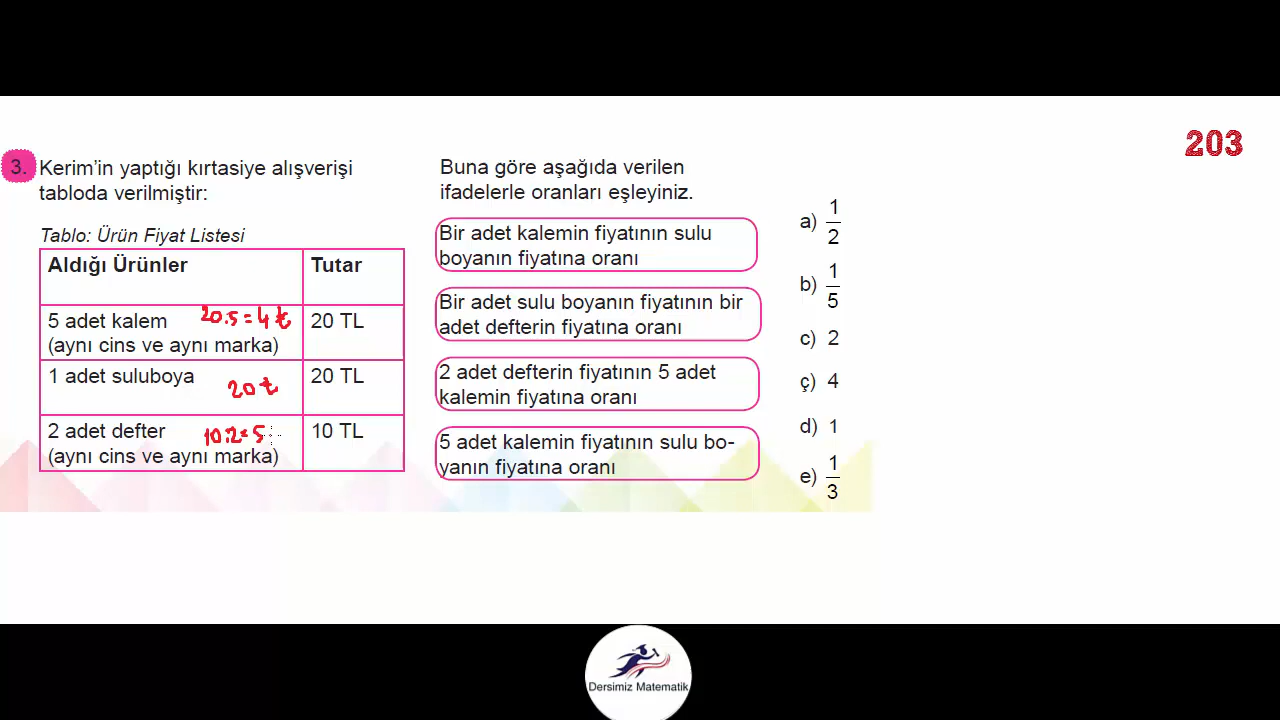 203
3. Kerim’in yaptığı kırtasiye alışverişi
tabloda verilmiştir:
Tablo: Ürün Fiyat Listesi
Aldığı Ürünler Tutar
5 adet kalem 20:5=4 ₺ 20 TL
(aynı cins ve aynı marka)
1 adet suluboya 20 TL
20 ₺
2 adet defter 10:2=5 10 TL
(aynı cins ve aynı marka)
Buna göre aşağıda verilen
ifadelerle oranları eşleyiniz.
Bir adet kalemin fiyatının sulu
boyanın fiyatına oranı
Bir adet sulu boyanın fiyatının bir
adet defterin fiyatına oranı
2 adet defterin fiyatının 5 adet
kalemin fiyatına oranı
5 adet kalemin fiyatının sulu bo-
yanın fiyatına oranı
a) 1/2
b) 1/5
c) 2
ç) 4
d) 1
e) 1/3
Dersimiz Matematik